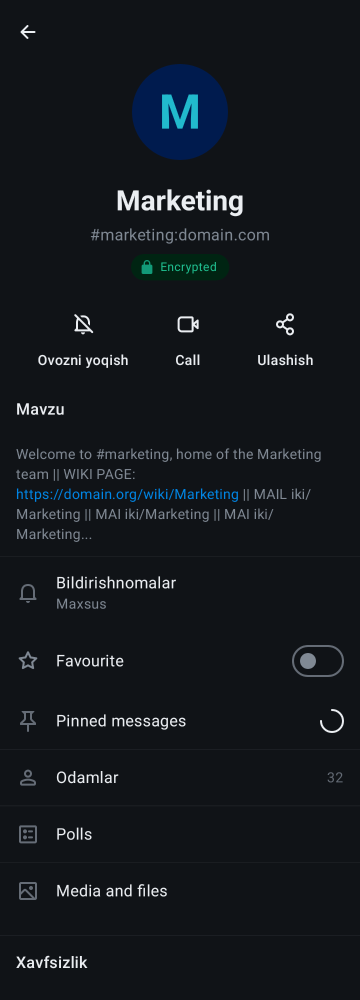 M
Marketing
#marketing:domain.com
Encrypted
Ovozni yoqish
Call
Ulashish
Mavzu
Welcome to #marketing, home of the Marketing
team || WIKI PAGE:
https://domain.org/wiki/Marketing || MAIL iki/
Marketing || MAI iki/Marketing || MAI iki/
Marketing...
Bildirishnomalar
Maxsus
Favourite
Pinned messages
Odamlar
32
Polls
Media and files
Xavfsizlik